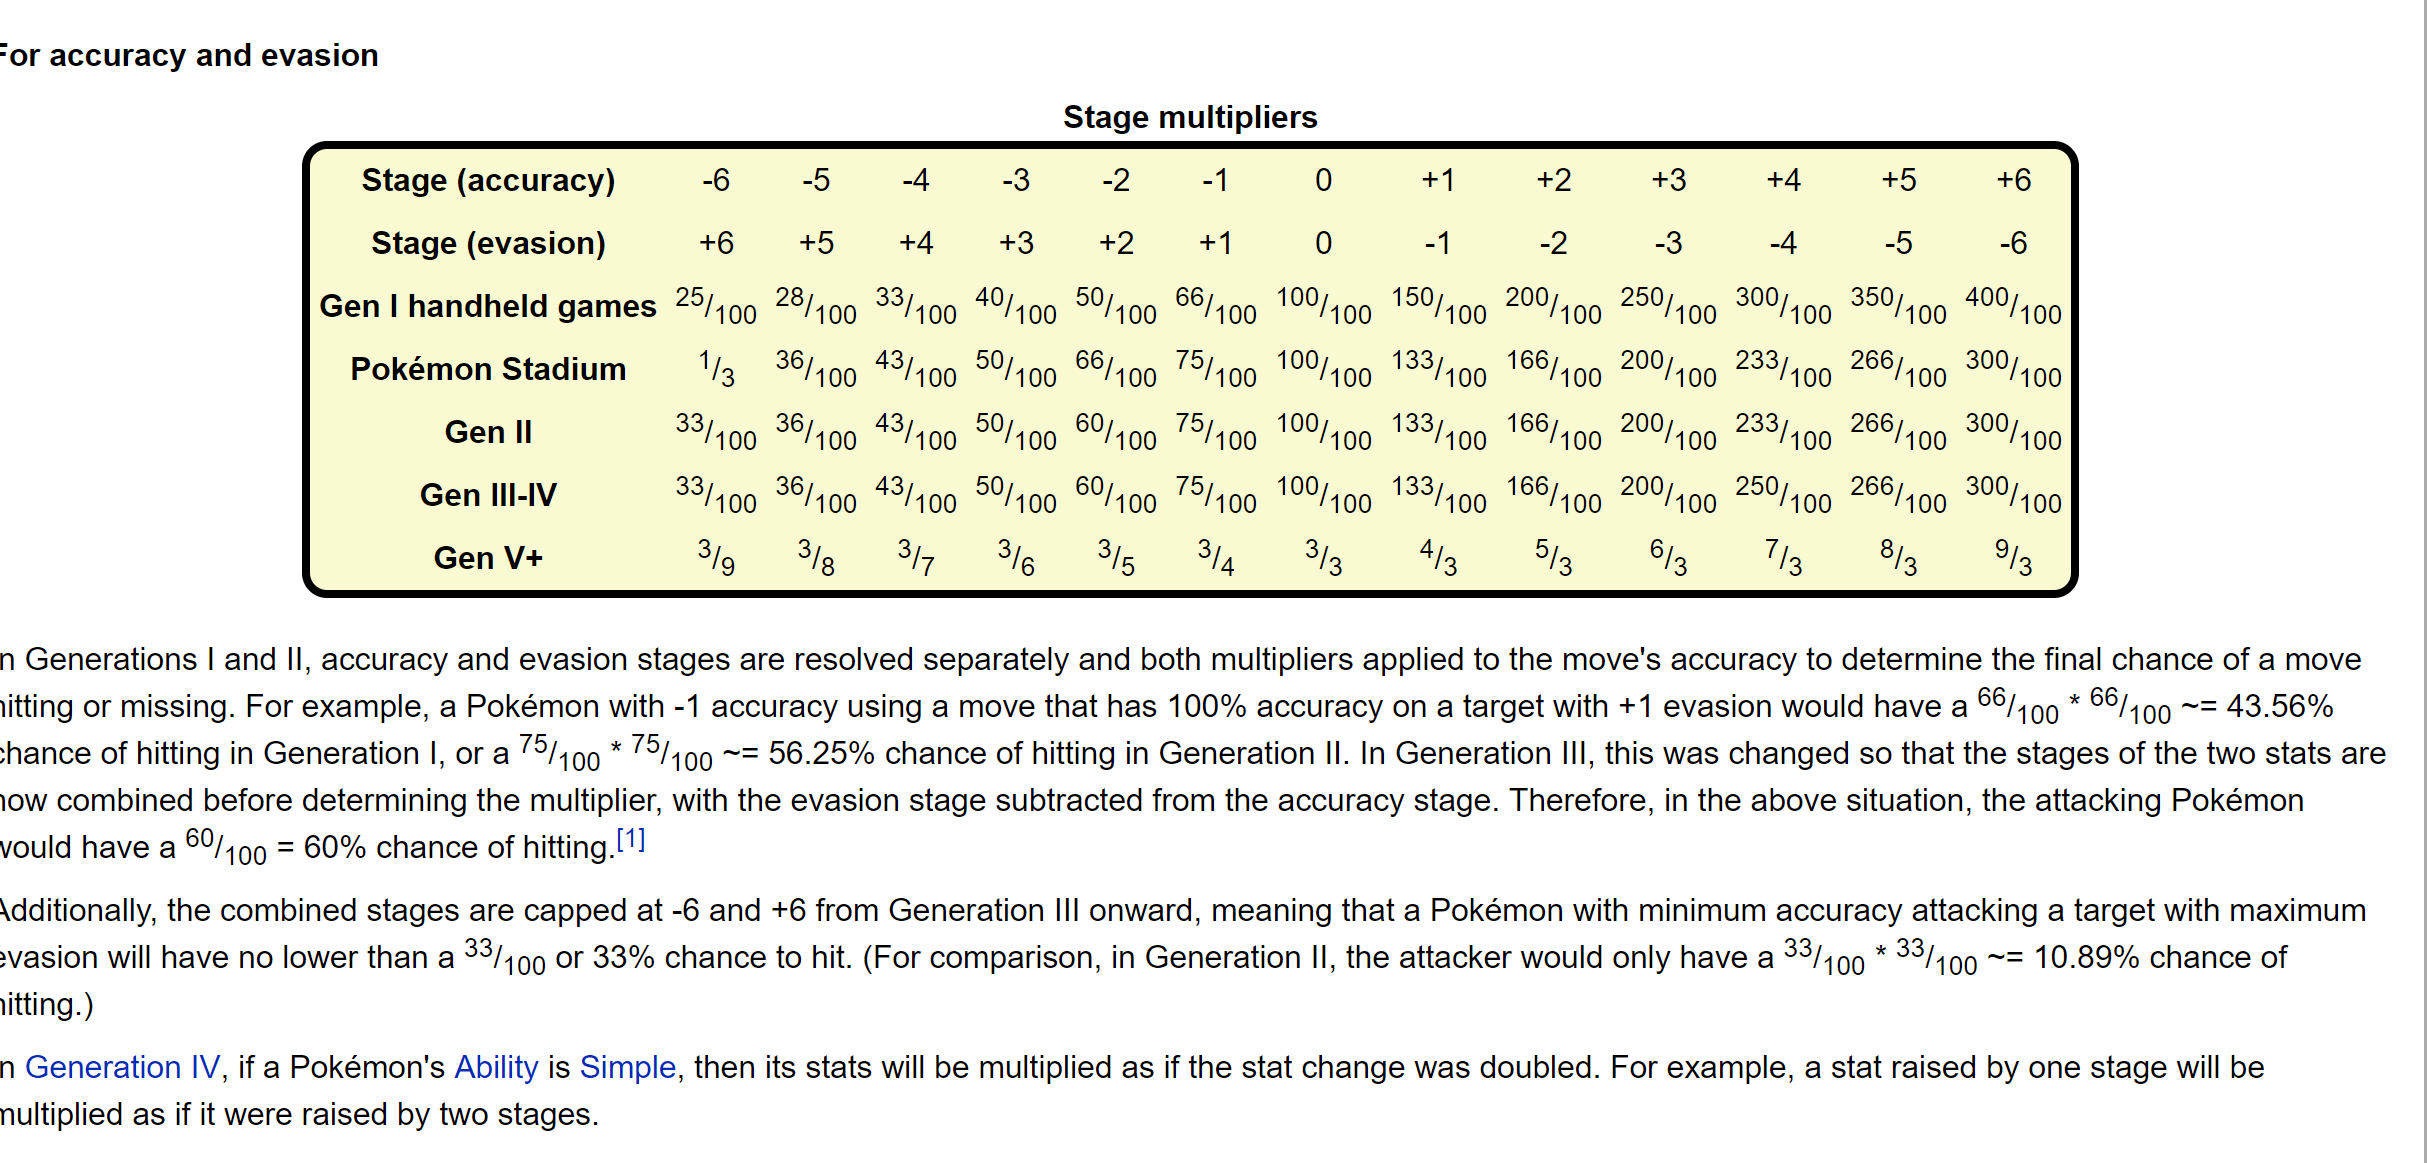 For accuracy and evasion
Stage multipliers
Stage (accuracy) -6 -5 -4 -3 -2 -1 0 +1 +2 +3 +4 +5 +6
Stage (evasion) +6 +5 +4 +3 +2 +1 0 -1 -2 -3 -4 -5 -6
Gen I handheld games 25/100 28/100 33/100 40/100 50/100 66/100 100/100 150/100 200/100 250/100 300/100 350/100 400/100
Pokémon Stadium 1/3 36/100 43/100 50/100 66/100 75/100 100/100 133/100 166/100 200/100 233/100 266/100 300/100
Gen II 33/100 36/100 43/100 50/100 60/100 75/100 100/100 133/100 166/100 200/100 233/100 266/100 300/100
Gen III-IV 33/100 36/100 43/100 50/100 60/100 75/100 100/100 133/100 166/100 200/100 250/100 266/100 300/100
Gen V+ 3/9 3/8 3/7 3/6 3/5 3/4 3/3 4/3 5/3 6/3 7/3 8/3 9/3
n Generations I and II, accuracy and evasion stages are resolved separately and both multipliers applied to the move's accuracy to determine the final chance of a move
hitting or missing. For example, a Pokémon with -1 accuracy using a move that has 100% accuracy on a target with +1 evasion would have a 66/100 * 66/100 ~= 43.56%
chance of hitting in Generation I, or a 75/100 * 75/100 ~= 56.25% chance of hitting in Generation II. In Generation III, this was changed so that the stages of the two stats are
now combined before determining the multiplier, with the evasion stage subtracted from the accuracy stage. Therefore, in the above situation, the attacking Pokémon
would have a 60/100 = 60% chance of hitting.[1]
Additionally, the combined stages are capped at -6 and +6 from Generation III onward, meaning that a Pokémon with minimum accuracy attacking a target with maximum
evasion will have no lower than a 33/100 or 33% chance to hit. (For comparison, in Generation II, the attacker would only have a 33/100 * 33/100 ~= 10.89% chance of
hitting.)
n Generation IV, if a Pokémon's Ability is Simple, then its stats will be multiplied as if the stat change was doubled. For example, a stat raised by one stage will be
multiplied as if it were raised by two stages.